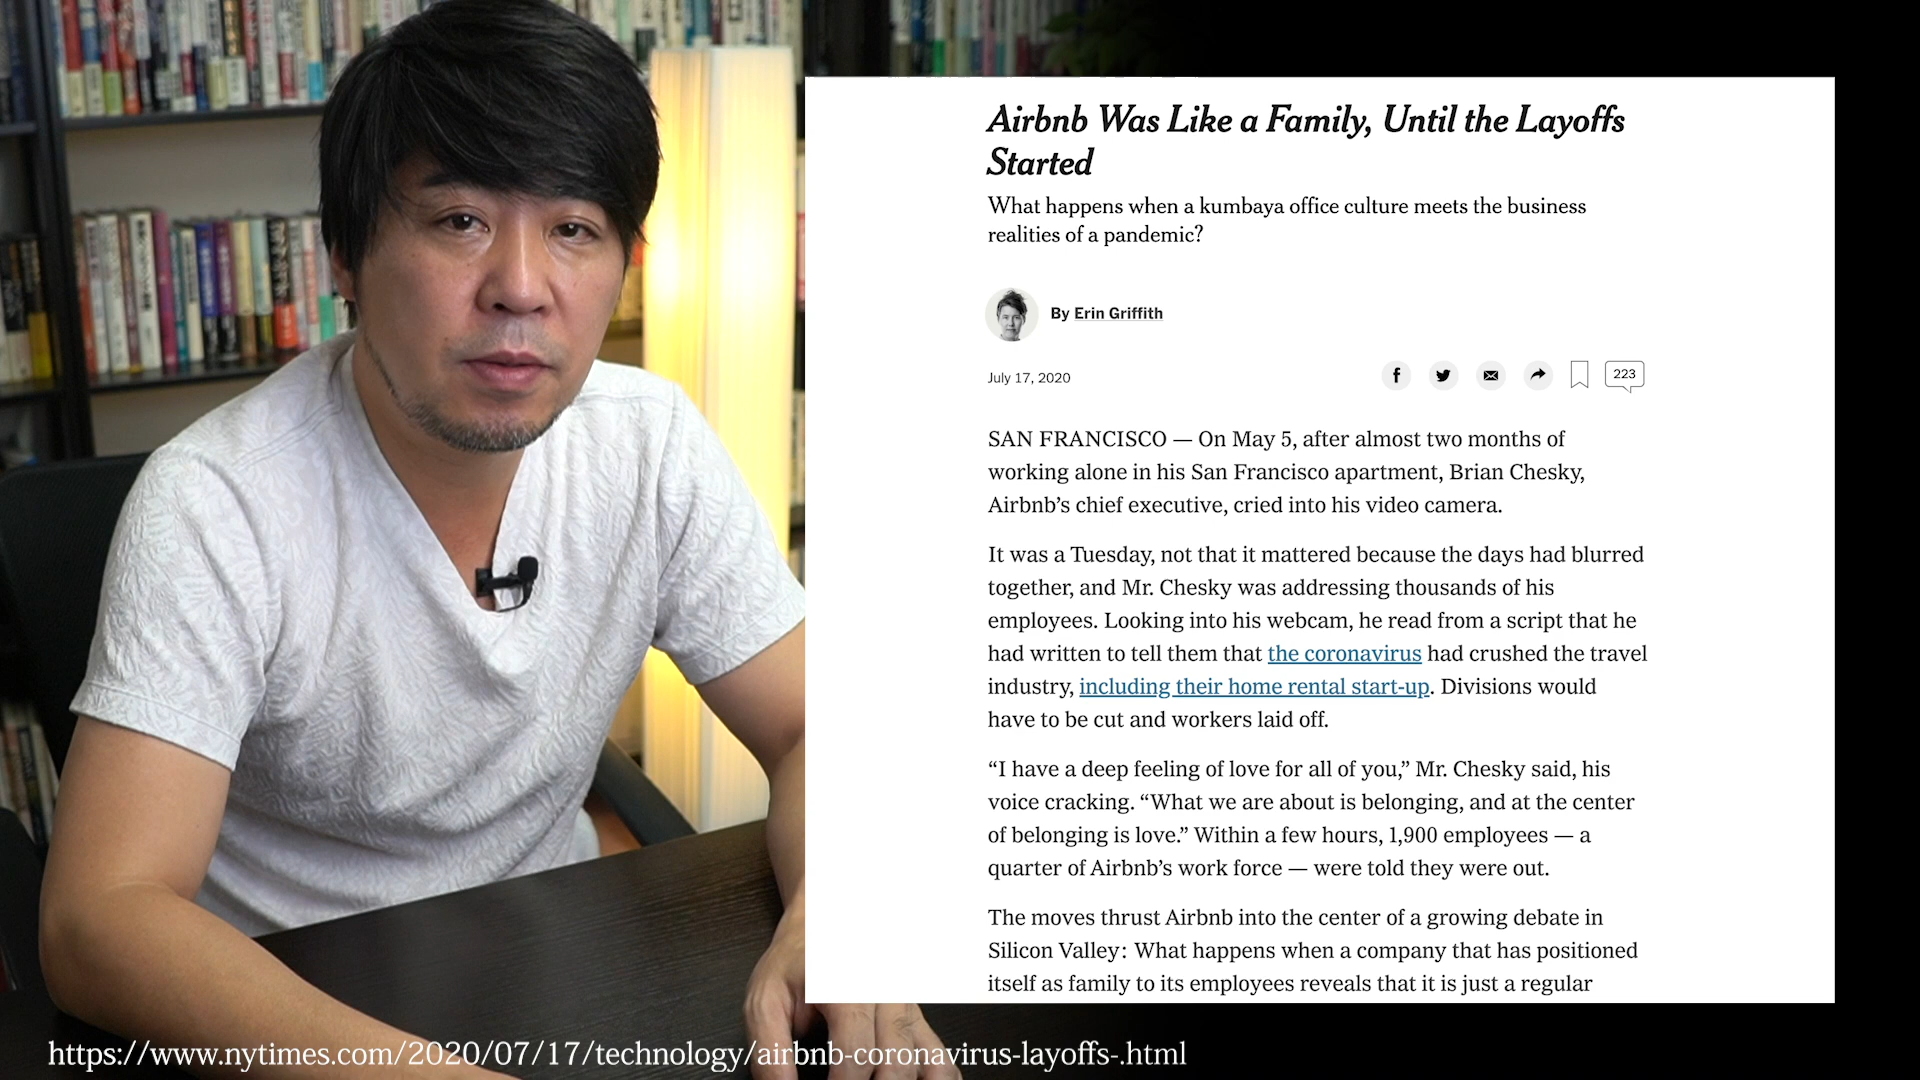 Airbnb Was Like a Family, Until the Layoffs
Started
What happens when a kumbaya office culture meets the business
realities of a pandemic?
By Erin Griffith
July 17, 2020
223
SAN FRANCISCO — On May 5, after almost two months of
working alone in his San Francisco apartment, Brian Chesky,
Airbnb’s chief executive, cried into his video camera.
It was a Tuesday, not that it mattered because the days had blurred
together, and Mr. Chesky was addressing thousands of his
employees. Looking into his webcam, he read from a script that he
had written to tell them that the coronavirus had crushed the travel
industry, including their home rental start-up. Divisions would
have to be cut and workers laid off.
“I have a deep feeling of love for all of you,” Mr. Chesky said, his
voice cracking. “What we are about is belonging, and at the center
of belonging is love.” Within a few hours, 1,900 employees — a
quarter of Airbnb’s work force — were told they were out.
The moves thrust Airbnb into the center of a growing debate in
Silicon Valley: What happens when a company that has positioned
itself as family to its employees reveals that it is just a regular
https://www.nytimes.com/2020/07/17/technology/airbnb-coronavirus-layoffs-.html